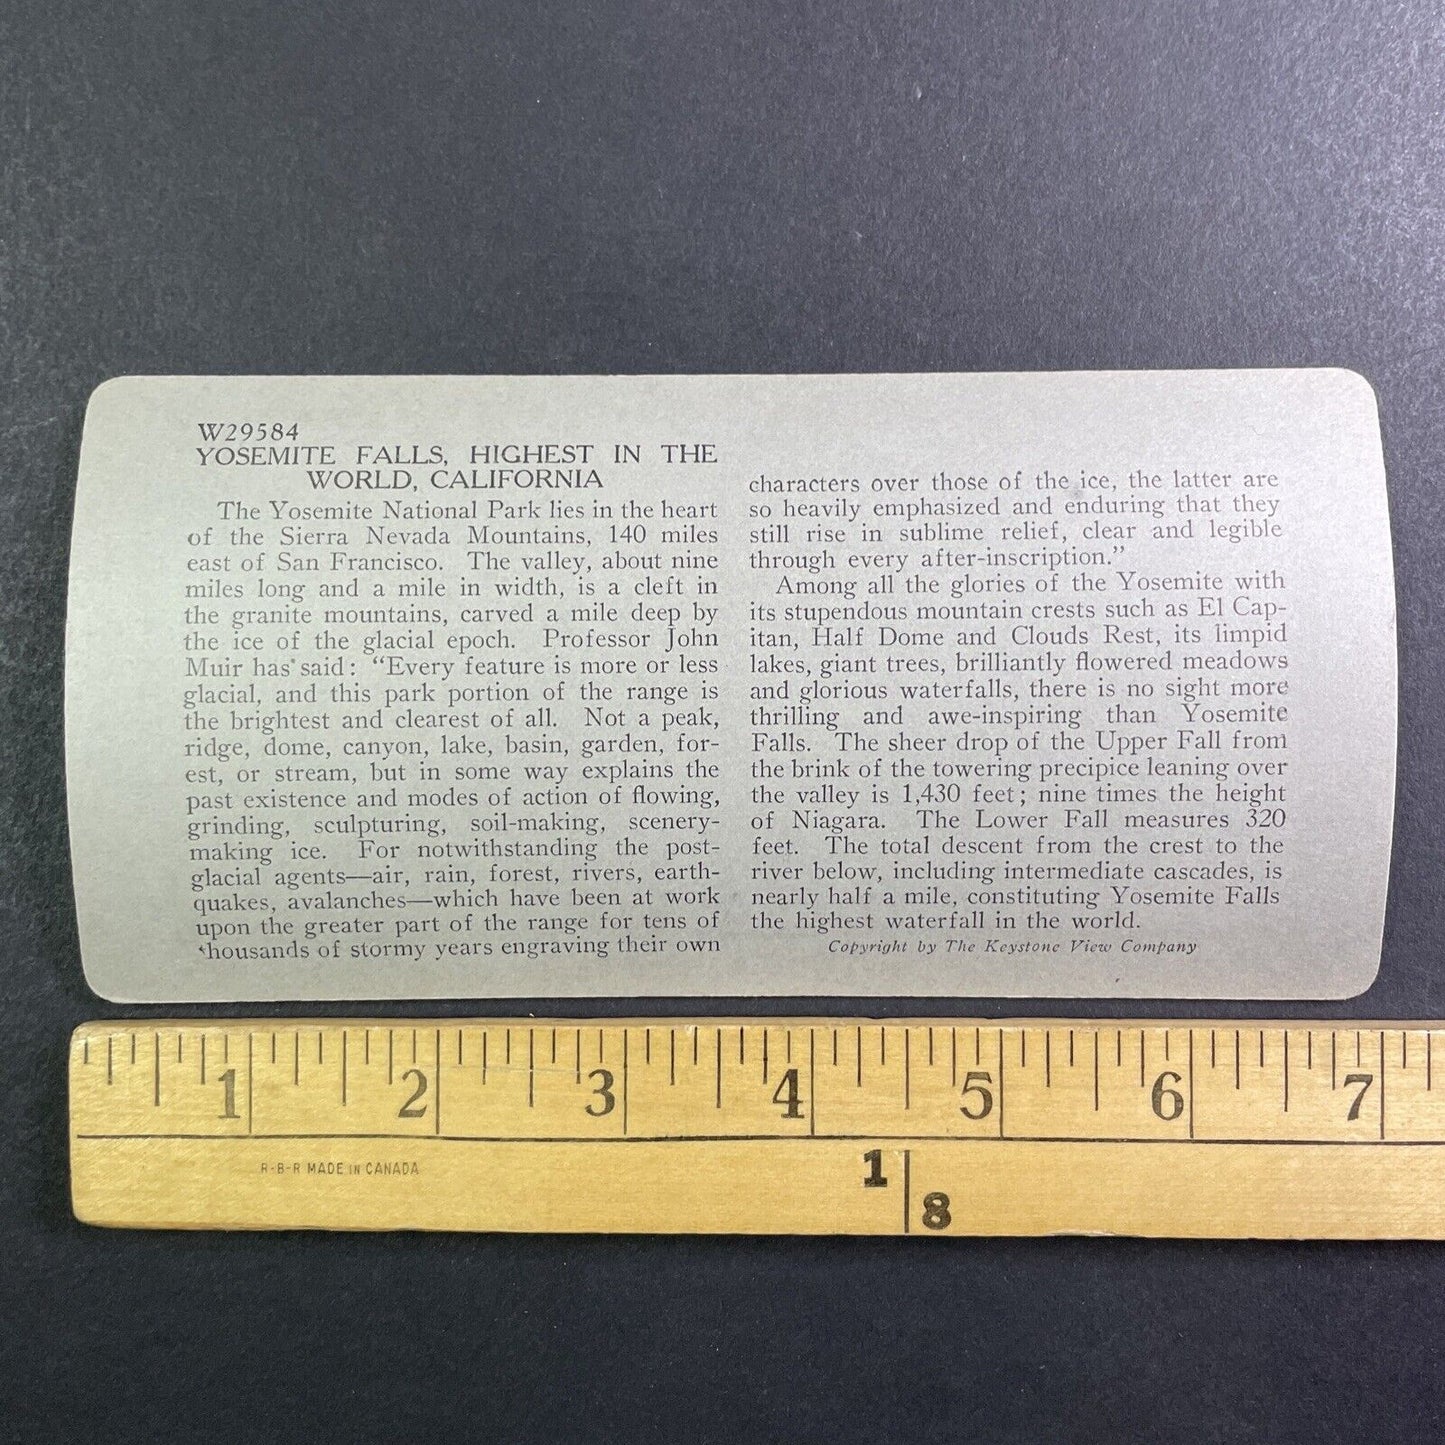 W29584
YOSEMITE FALLS, HIGHEST IN THE
WORLD, CALIFORNIA
The Yosemite National Park lies in the heart
of the Sierra Nevada Mountains, 140 miles
east of San Francisco. The valley, about nine
miles long and a mile in width, is a cleft in
the granite mountains, carved a mile deep by
the ice of the glacial epoch. Professor John
Muir has said: “Every feature is more or less
glacial, and this park portion of the range is
the brightest and clearest of all. Not a peak,
ridge, dome, canyon, lake, basin, garden, for-
est, or stream, but in some way explains the
past existence and modes of action of flowing,
grinding, sculpturing, soil-making, scenery-
making ice. For notwithstanding the post-
glacial agents—air, rain, forest, rivers, earth-
quakes, avalanches—which have been at work
upon the greater part of the range for tens of
thousands of stormy years engraving their own
characters over those of the ice, the latter are
so heavily emphasized and enduring that they
still rise in sublime relief, clear and legible
through every after-inscription.”
Among all the glories of the Yosemite with
its stupendous mountain crests such as El Cap-
itan, Half Dome and Clouds Rest, its limpid
lakes, giant trees, brilliantly flowered meadows
and glorious waterfalls, there is no sight more
thrilling and awe-inspiring than Yosemite
Falls. The sheer drop of the Upper Fall from
the brink of the towering precipice leaning over
the valley is 1,430 feet; nine times the height
of Niagara. The Lower Fall measures 320
feet. The total descent from the crest to the
river below, including intermediate cascades, is
nearly half a mile, constituting Yosemite Falls
the highest waterfall in the world.
Copyright by The Keystone View Company
1 2 3 4 5 6 7
R-B-R MADE IN CANADA
1
8